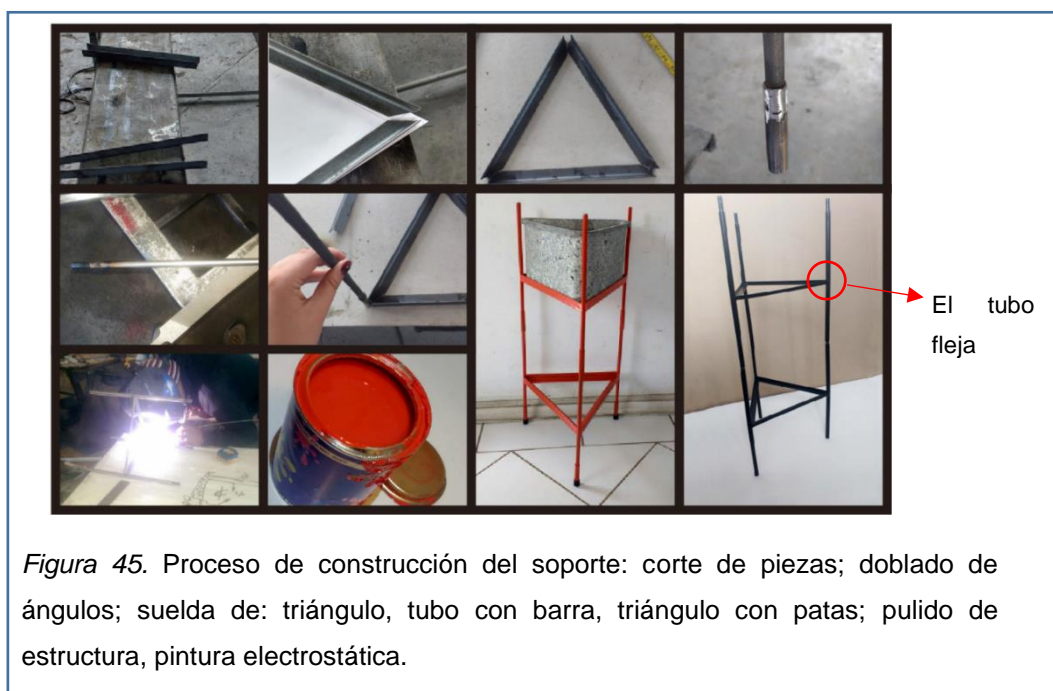 El tubo
fleja
Figura 45. Proceso de construcción del soporte: corte de piezas; doblado de
ángulos; suelda de: triángulo, tubo con barra, triángulo con patas; pulido de
estructura, pintura electrostática.